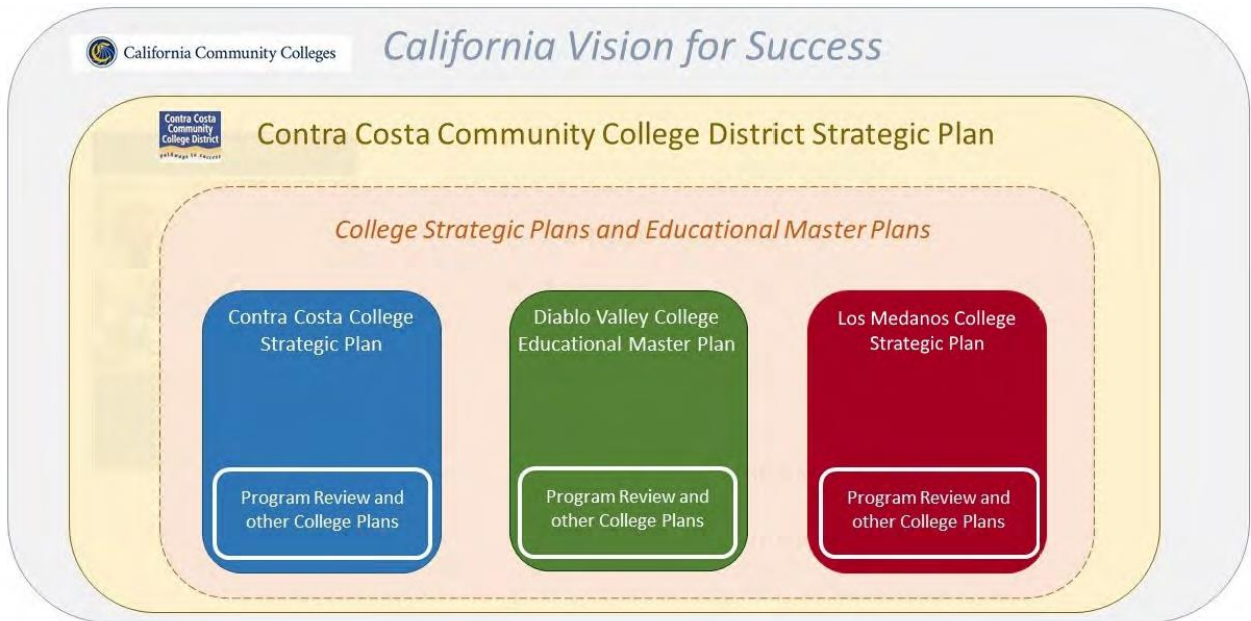 California Community Colleges
California Vision for Success
Contra Costa
Community
College District
pathways to success
Contra Costa Community College District Strategic Plan
College Strategic Plans and Educational Master Plans
Contra Costa College
Strategic Plan
Program Review and
other College Plans
Diablo Valley College
Educational Master Plan
Program Review and
other College Plans
Los Medanos College
Strategic Plan
Program Review and
other College Plans